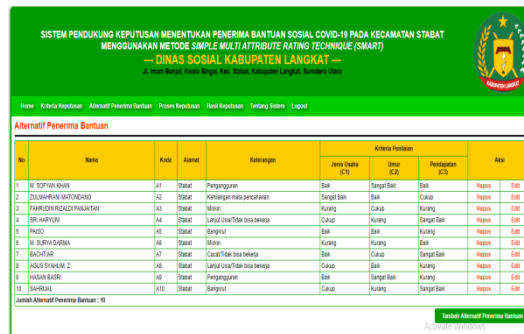 SISTEM PENDUKUNG KEPUTUSAN MENENTUKAN PENERIMA BANTUAN SOSIAL COVID-19 PADA KECAMATAN STABAT
MENGGUNAKAN METODE SIMPLE MULTI ATTRIBUTE RATING TECHNIQUE (SMART)
--- DINAS SOSIAL KABUPATEN LANGKAT ---
Jl. Imam Bonjol, Kwala Bingai, Kec. Stabat, Kabupaten Langkat, Sumatera Utara
Home Kriteria Keputusan Alternatif Penerima Bantuan Proses Keputusan Hasil Keputusan Tentang Sistem Logout
Alternatif Penerima Bantuan
No Nama Kode Alamat Keterangan Kriteria Penilaian Aksi
Jenis Usaha (C1) Umur (C2) Pendapatan (C3)
1 M. SOFYAN KHAN A1 Stabat Pengangguran Baik Sangat Baik Baik Hapus Edit
2 ZULMAHRANI MATONDANG A2 Stabat Kehilangan mata pencaharian Sangat Baik Baik Cukup Hapus Edit
3 FAHRUDIN RIZALDI PANJAITAN A3 Stabat Miskin Kurang Cukup Kurang Hapus Edit
4 SRI HARYUNI A4 Stabat Lanjut Usia/Tidak bisa bekerja Cukup Kurang Sangat Baik Hapus Edit
5 PAISO A5 Stabat Bangkrut Baik Baik Kurang Hapus Edit
6 M. SURYA DARMA A6 Stabat Miskin Kurang Kurang Baik Hapus Edit
7 BACHTIAR A7 Stabat Cacat/Tidak bisa bekerja Baik Cukup Sangat Baik Hapus Edit
8 AGUS SYAHLIM. Z A8 Stabat Lanjut Usia/Tidak bisa bekerja Cukup Baik Kurang Hapus Edit
9 HASAN BASRI A9 Stabat Pengangguran Baik Sangat Baik Kurang Hapus Edit
10 SAHRIJAL A10 Stabat Bangkrut Cukup Kurang Sangat Baik Hapus Edit
Jumlah Alternatif Penerima Bantuan : 10
Tambah Alternatif Penerima Bantuan
Activate Windows